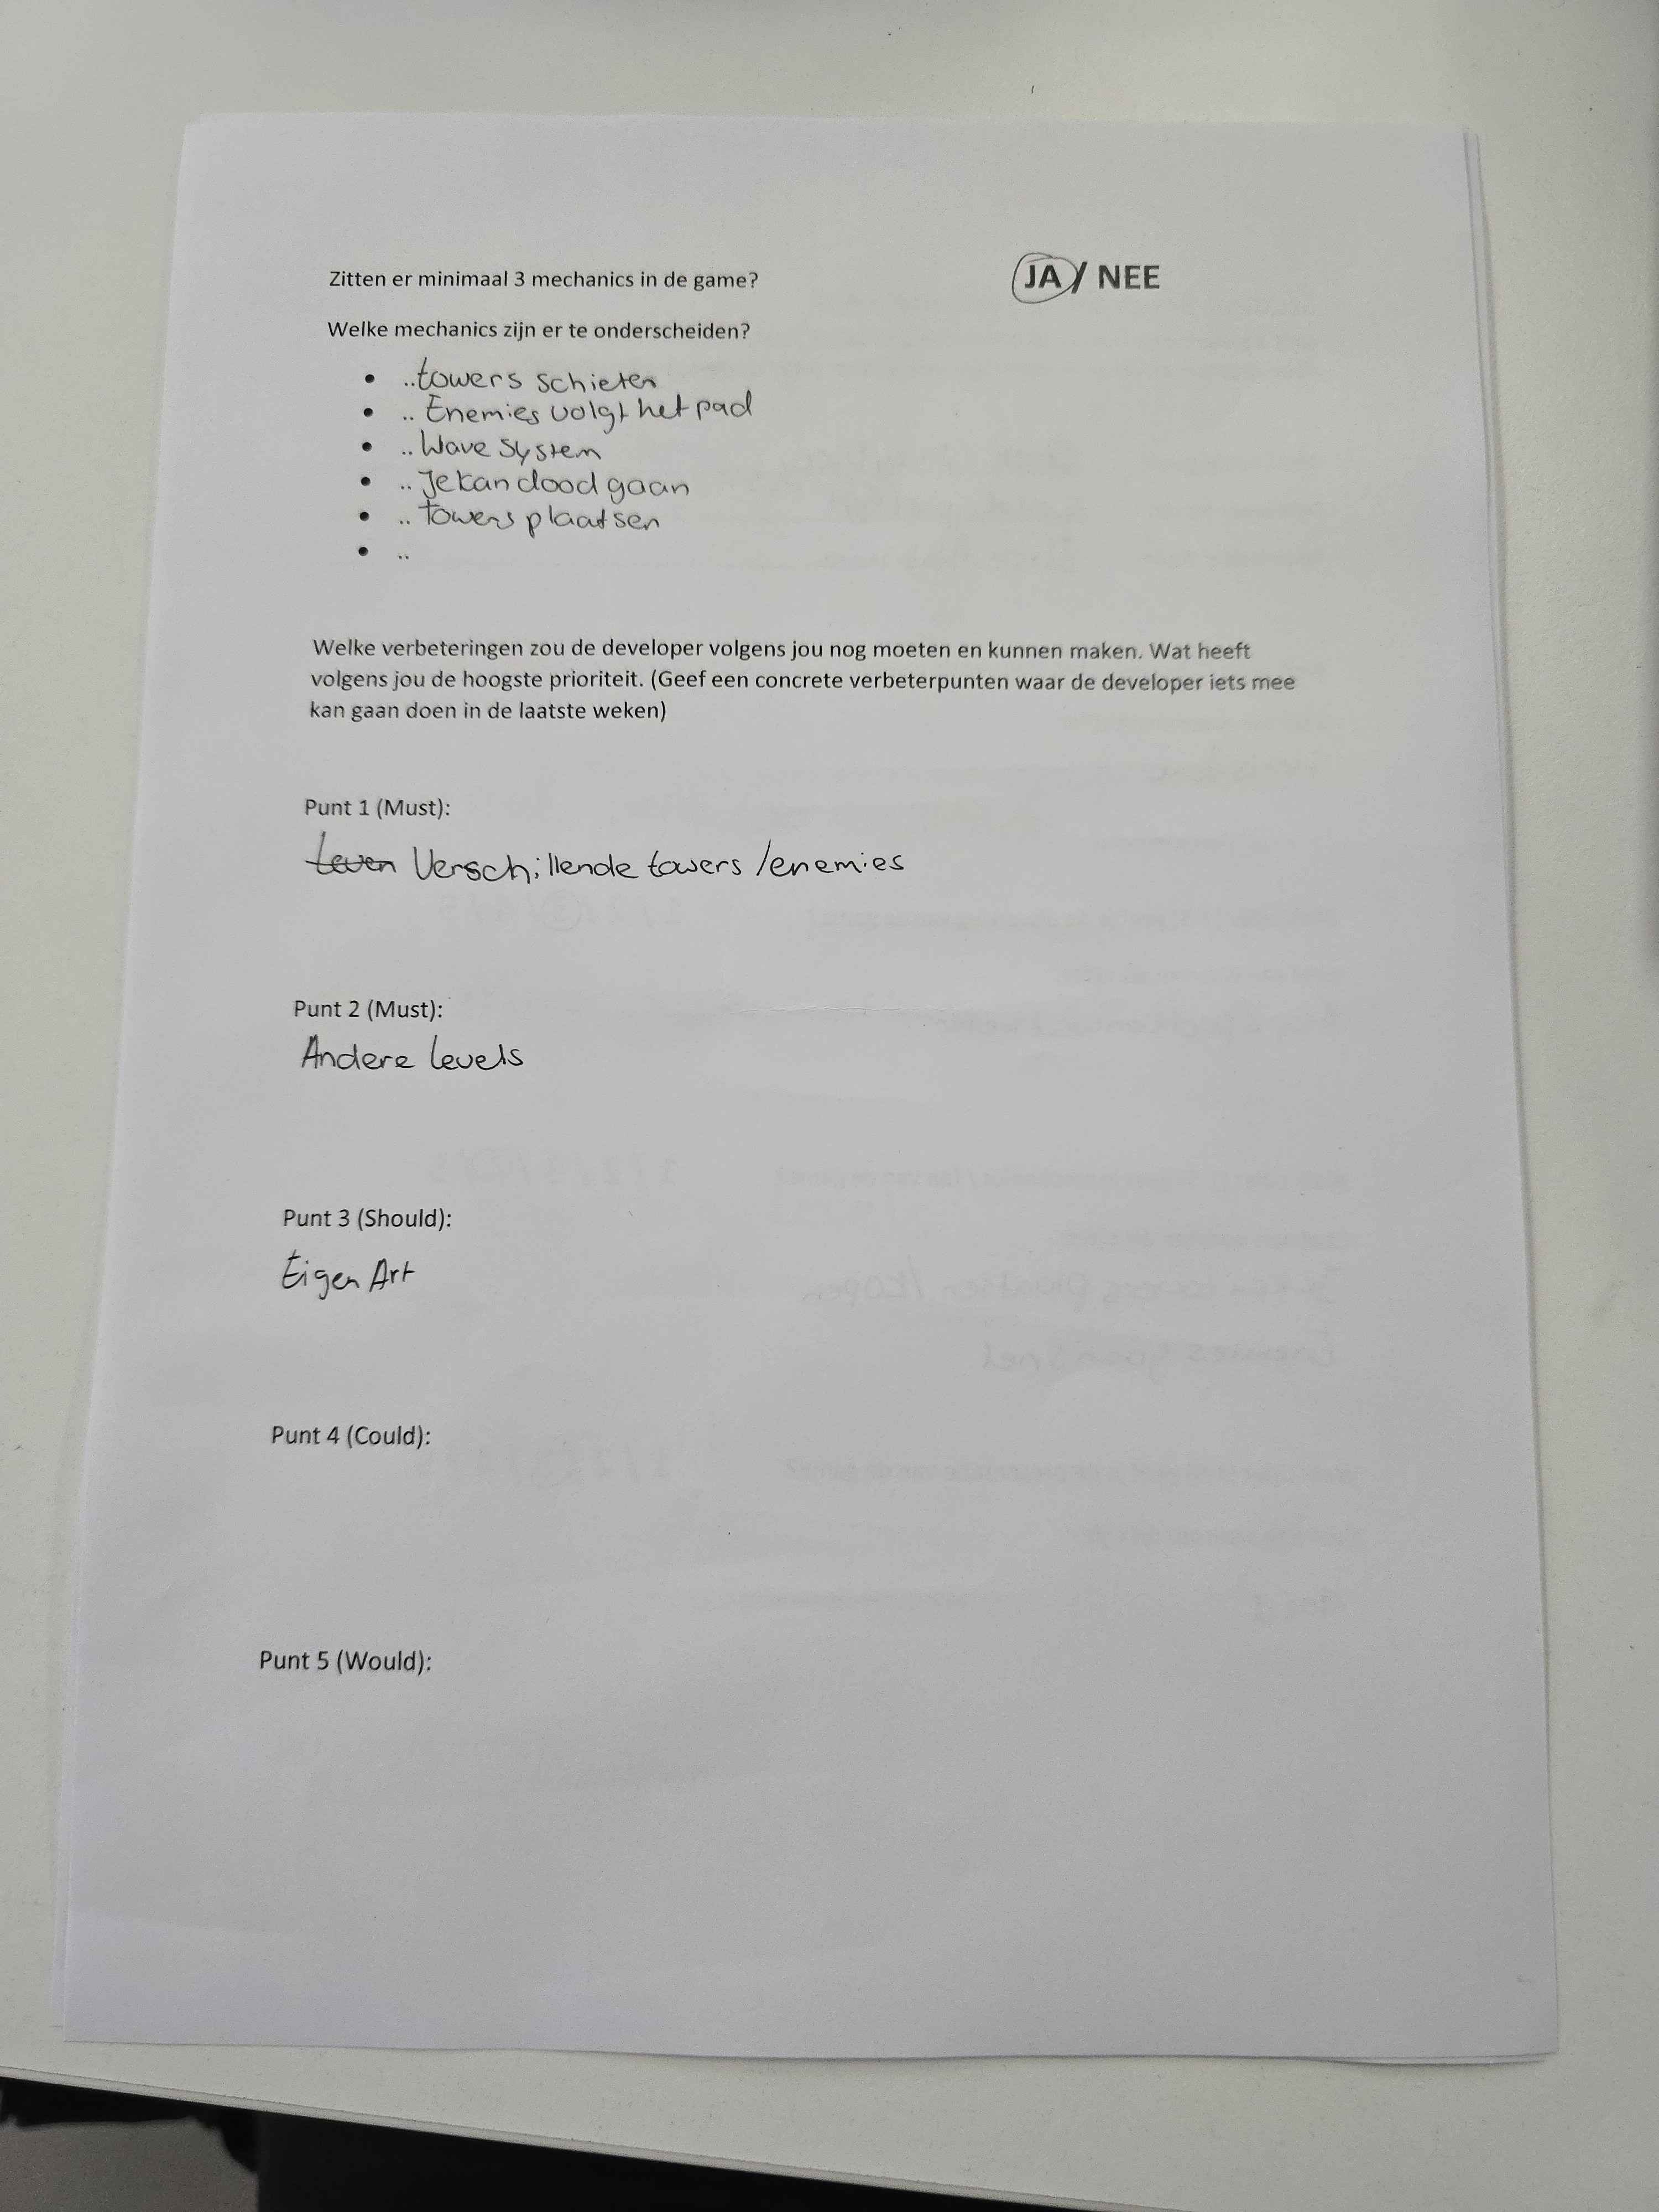 Zitten er minimaal 3 mechanics in de game? JA / NEE
Welke mechanics zijn er te onderscheiden?
• ..towers schieten
• .. Enemies volgt het pad
• .. Wave System
• .. Je kan dood gaan
• .. towers plaatsen
• ..
Welke verbeteringen zou de developer volgens jou nog moeten en kunnen maken. Wat heeft
volgens jou de hoogste prioriteit. (Geef een concrete verbeterpunten waar de developer iets mee
kan gaan doen in de laatste weken)
Punt 1 (Must):
Leven Verschillende towers /enemies
Punt 2 (Must):
Andere levels
Punt 3 (Should):
Eigen Art
Punt 4 (Could):
Punt 5 (Would):